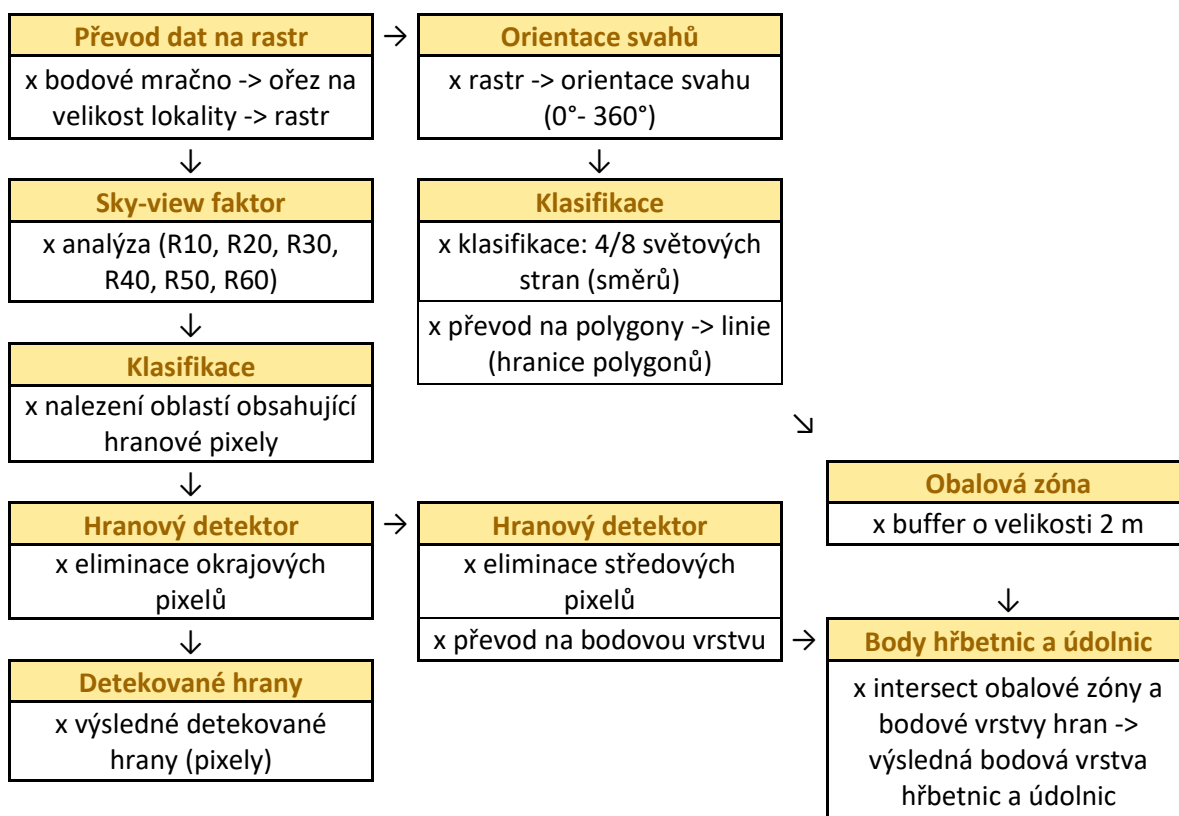 Převod dat na rastr
x bodové mračno -> ořez na
velikost lokality -> rastr
→
Orientace svahů
x rastr -> orientace svahu
(0°- 360°)
↓
↓
Sky-view faktor
x analýza (R10, R20, R30,
R40, R50, R60)
Klasifikace
x klasifikace: 4/8 světových
stran (směrů)
x převod na polygony -> linie
(hranice polygonů)
↓
Klasifikace
x nalezení oblastí obsahující
hranové pixely
↘
↓
Obalová zóna
x buffer o velikosti 2 m
Hranový detektor
x eliminace okrajových
pixelů
→
Hranový detektor
x eliminace středových
pixelů
x převod na bodovou vrstvu
↓
→
↓
Detekované hrany
x výsledné detekované
hrany (pixely)
Body hřbetnic a údolnic
x intersect obalové zóny a
bodové vrstvy hran ->
výsledná bodová vrstva
hřbetnic a údolnic